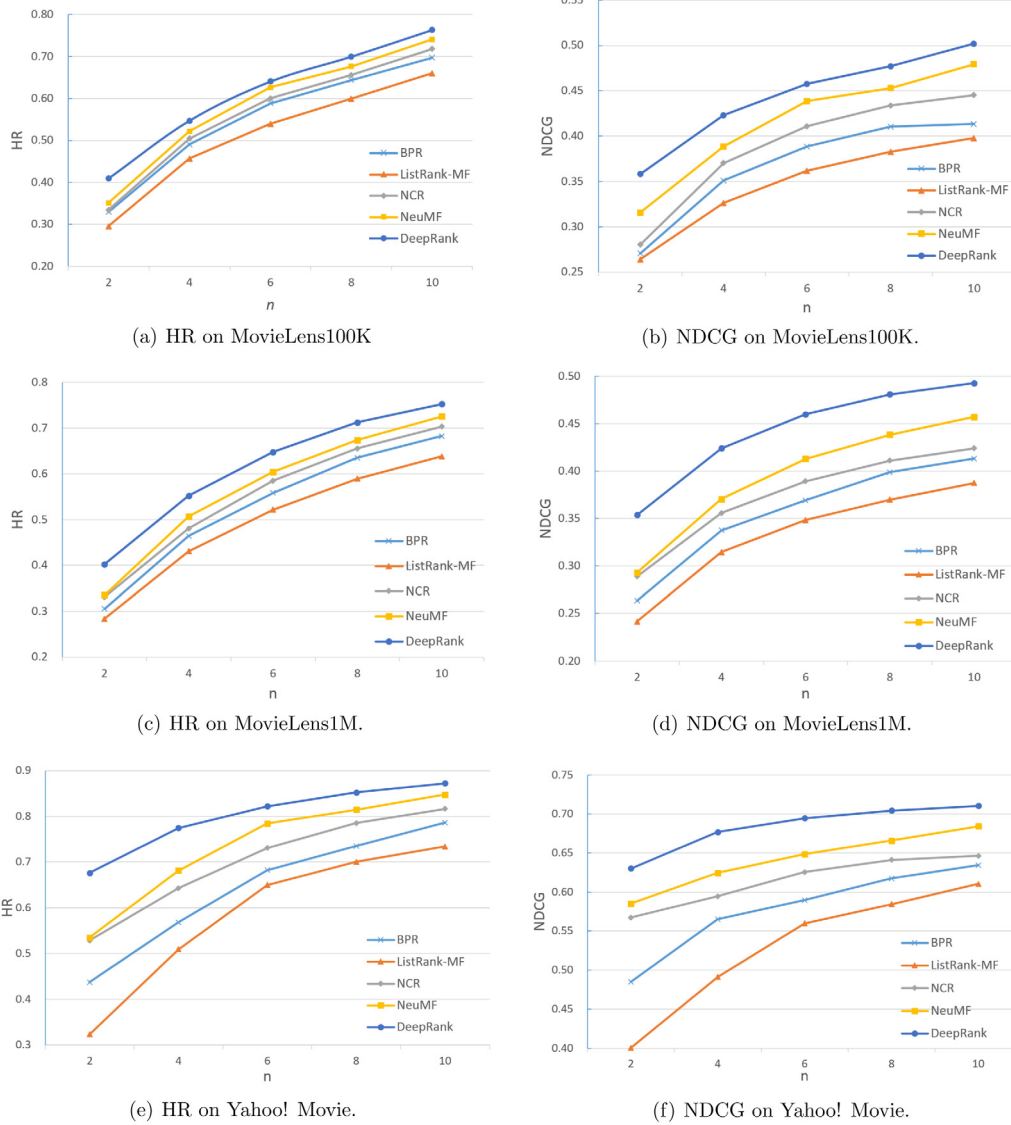 0.80
0.70
0.60
0.50
0.40
0.30
0.20
HR
2
4
6
8
10
n
BPR
ListRank-MF
NCR
NeuMF
DeepRank
(a) HR on MovieLens100K
0.50
0.45
0.40
0.35
0.30
0.25
NDCG
2
4
6
8
10
n
BPR
ListRank-MF
NCR
NeuMF
DeepRank
(b) NDCG on MovieLens100K.
0.8
0.7
0.6
0.5
0.4
0.3
0.2
HR
2
4
6
8
10
n
BPR
ListRank-MF
NCR
NeuMF
DeepRank
(c) HR on MovieLens1M.
0.50
0.45
0.40
0.35
0.30
0.25
0.20
NDCG
2
4
6
8
10
n
BPR
ListRank-MF
NCR
NeuMF
DeepRank
(d) NDCG on MovieLens1M.
0.9
0.8
0.7
0.6
0.5
0.4
0.3
HR
2
4
6
8
10
n
BPR
ListRank-MF
NCR
NeuMF
DeepRank
(e) HR on Yahoo! Movie.
0.75
0.70
0.65
0.60
0.55
0.50
0.45
0.40
NDCG
2
4
6
8
10
n
BPR
ListRank-MF
NCR
NeuMF
DeepRank
(f) NDCG on Yahoo! Movie.